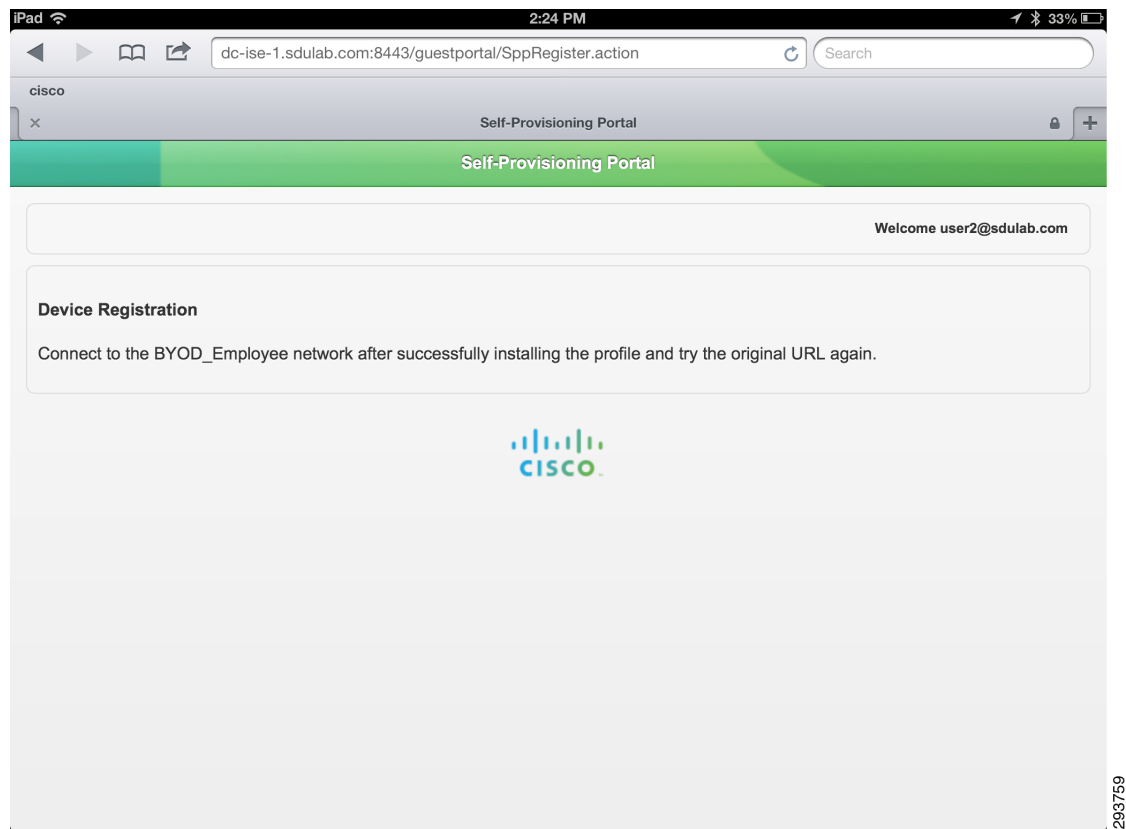 iPad 2:24 PM 33%
dc-ise-1.sdulab.com:8443/guestportal/SppRegister.action Search
cisco
Self-Provisioning Portal
Self-Provisioning Portal
Welcome user2@sdulab.com
Device Registration
Connect to the BYOD_Employee network after successfully installing the profile and try the original URL again.
CISCO
293759